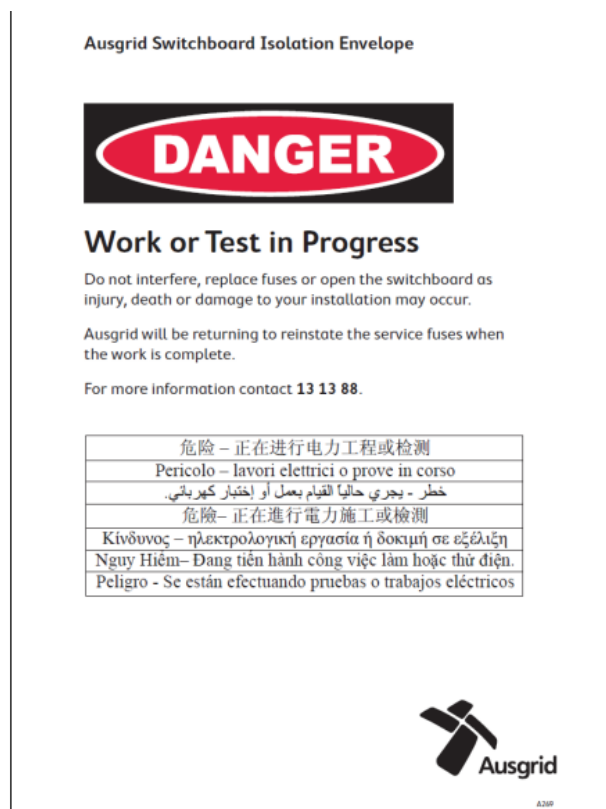 Ausgrid Switchboard Isolation Envelope
DANGER
Work or Test in Progress
Do not interfere, replace fuses or open the switchboard as
injury, death or damage to your installation may occur.
Ausgrid will be returning to reinstate the service fuses when
the work is complete.
For more information contact 13 13 88.
危险 – 正在进行电力工程或检测
Pericolo – lavori elettrici o prove in corso
خطر - يجري حالياً القيام بعمل أو إختبار كهربائي.
危險– 正在進行電力施工或檢測
Κίνδυνος – ηλεκτρολογική εργασία ή δοκιμή σε εξέλιξη
Nguy Hiểm– Đang tiến hành công việc làm hoặc thử điện.
Peligro - Se están efectuando pruebas o trabajos eléctricos
Ausgrid
A269